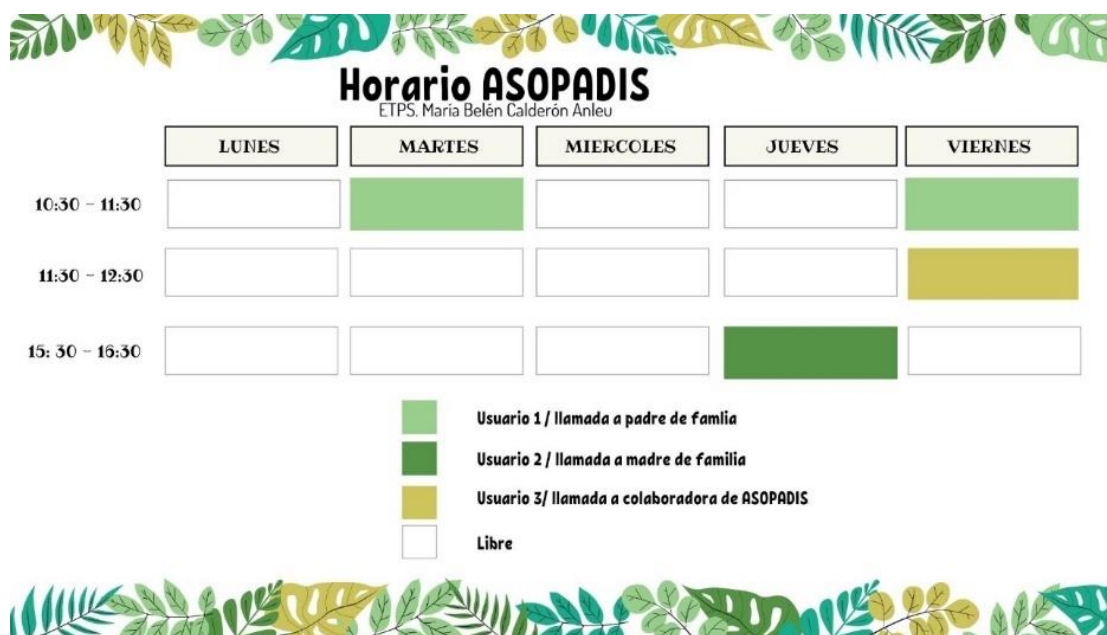 Horario ASOPADIS
ETPS. María Belén Calderón Anleu
LUNES MARTES MIERCOLES JUEVES VIERNES
10:30 - 11:30
11:30 - 12:30
15: 30 - 16:30
Usuario 1/ llamada a padre de famlia
Usuario 2/ llamada a madre de familia
Usuario 3/ llamada a colaboradora de ASOPADIS
Libre